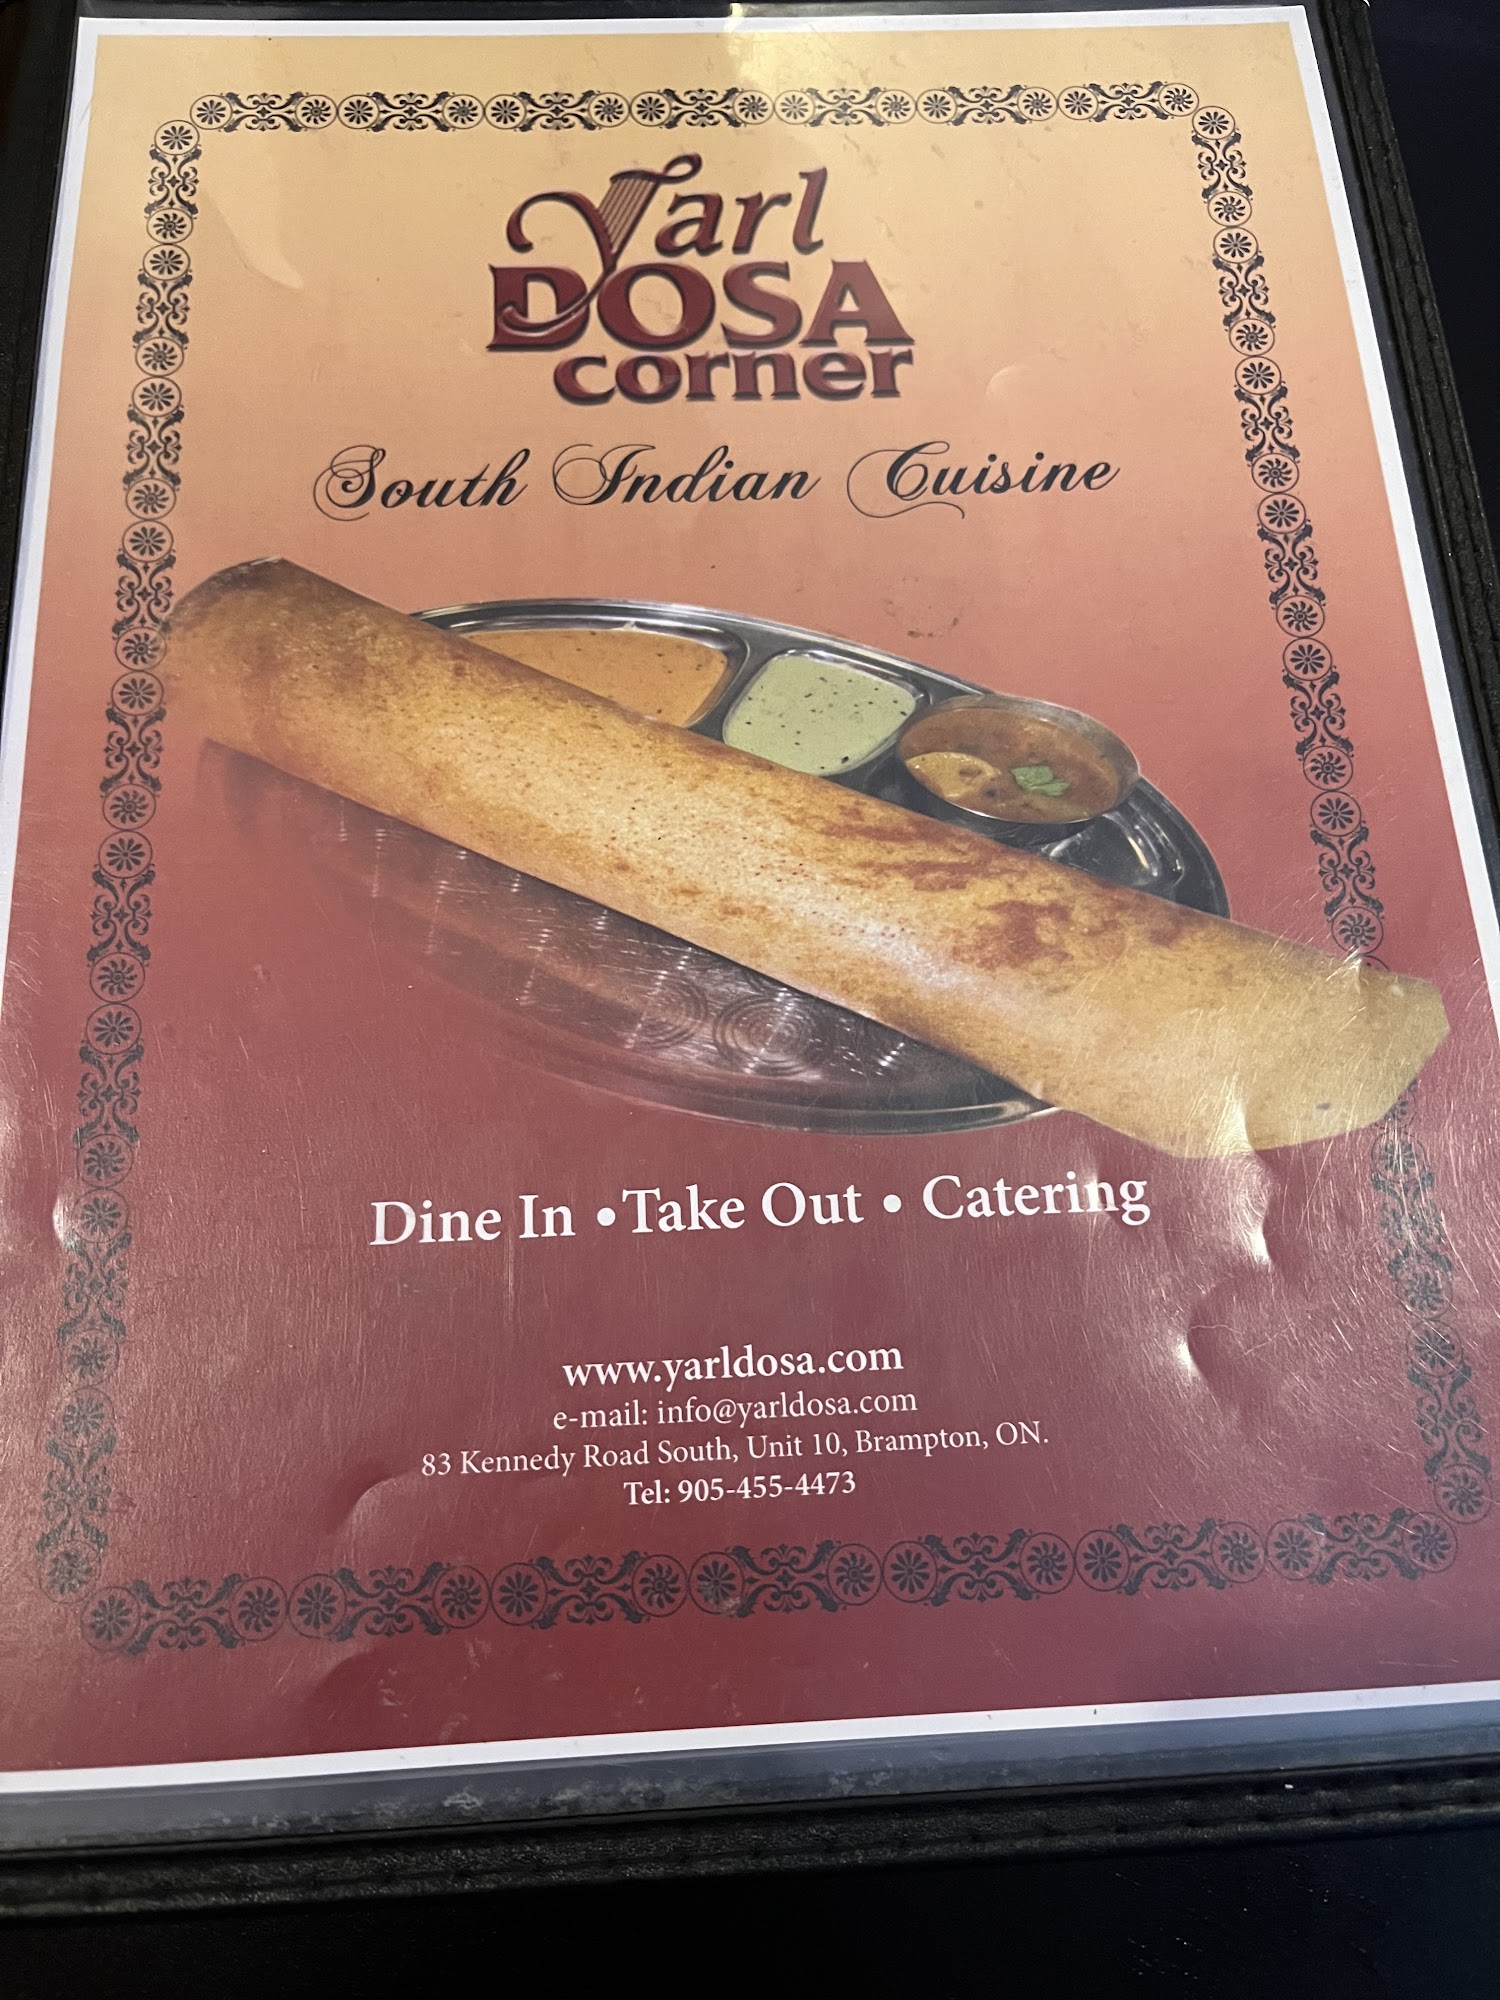 Yarl
DOSA
corner
South Indian Cuisine
Dine In • Take Out • Catering
www.yarldosa.com
e-mail: info@yarldosa.com
83 Kennedy Road South, Unit 10, Brampton, ON.
Tel: 905-455-4473